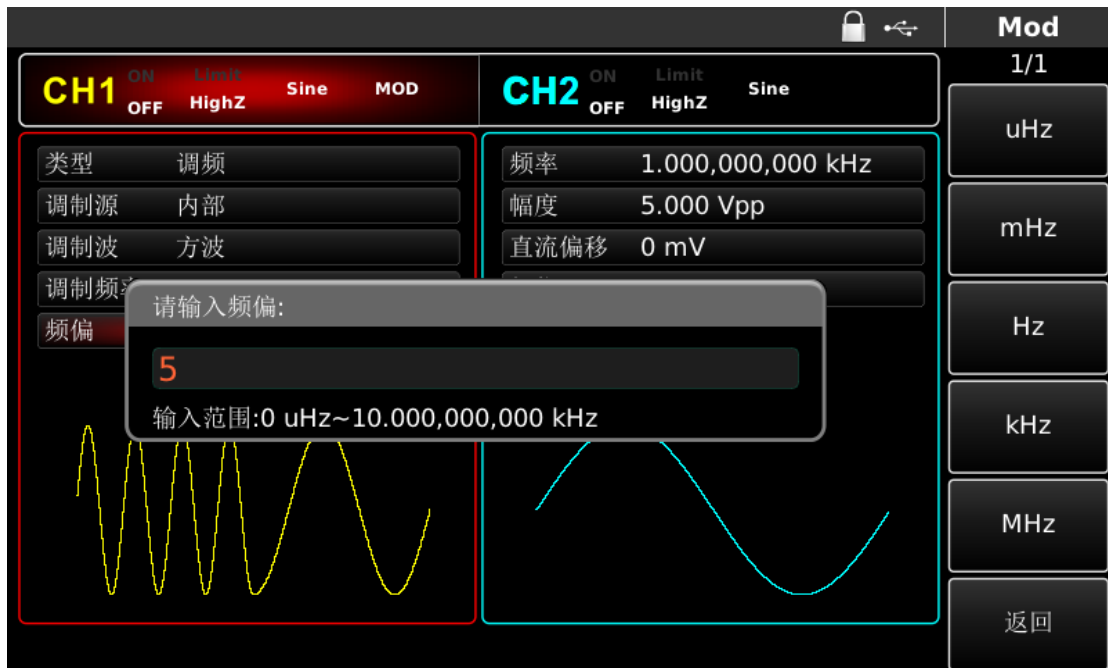 Mod
1/1
CH1 ON OFF Limit HighZ Sine MOD
CH2 ON OFF Limit HighZ Sine
类型 调频
调制源 内部
调制波 方波
调制频
频偏
频率 1.000,000,000 kHz
幅度 5.000 Vpp
直流偏移 0 mV
请输入频偏:
5
输入范围:0 uHz~10.000,000,000 kHz
uHz
mHz
Hz
kHz
MHz
返回